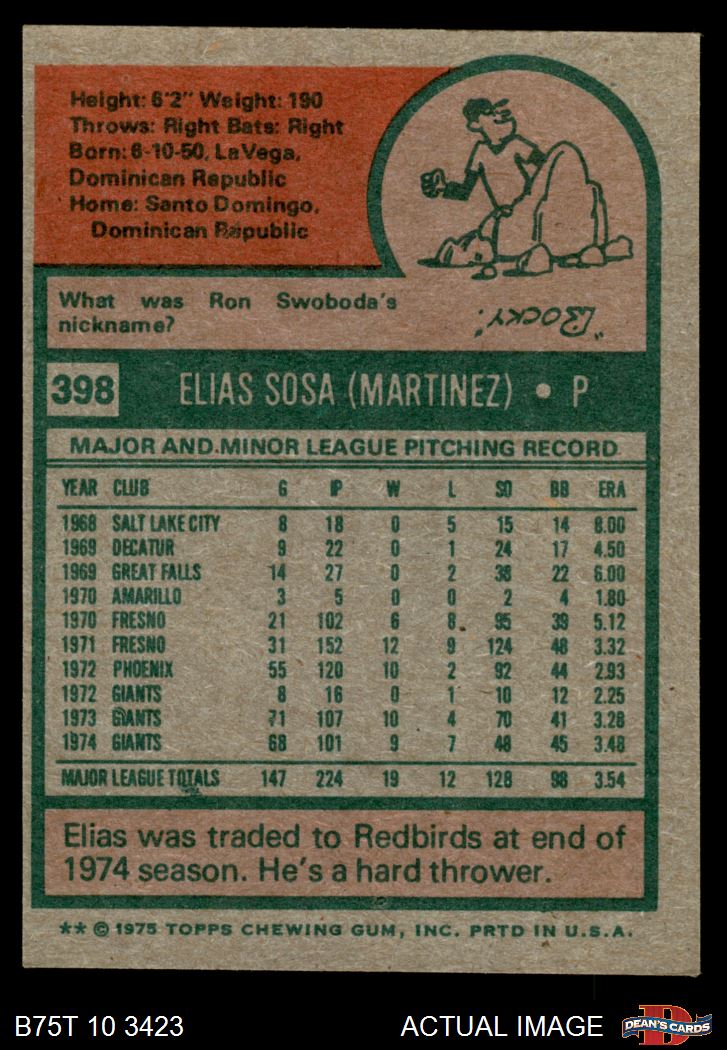 Height: 6'2" Weight: 190
Throws: Right Bats: Right
Born: 6-10-50, LaVega,
Dominican Republic
Home: Santo Domingo,
Dominican Republic
What was Ron Swoboda's
nickname?
"Rocky".
398 ELIAS SOSA (MARTINEZ) • P
MAJOR AND MINOR LEAGUE PITCHING RECORD
YEAR CLUB G IP W L SO BB ERA
1968 SALT LAKE CITY 8 18 0 5 15 14 8.00
1969 DECATUR 9 22 0 1 24 17 4.50
1969 GREAT FALLS 14 27 0 2 36 22 6.00
1970 AMARILLO 3 5 0 0 2 4 1.80
1970 FRESNO 21 102 6 8 95 39 5.12
1971 FRESNO 31 152 12 9 124 48 3.32
1972 PHOENIX 55 120 10 2 92 44 2.93
1972 GIANTS 8 16 0 1 10 12 2.25
1973 GIANTS 71 107 10 4 70 41 3.28
1974 GIANTS 68 101 9 7 48 45 3.48
MAJOR LEAGUE TOTALS 147 224 19 12 128 98 3.54
Elias was traded to Redbirds at end of
1974 season. He's a hard thrower.
** © 1975 TOPPS CHEWING GUM, INC. PRTD IN U.S.A.
B75T 10 3423 ACTUAL IMAGE D DEAN'S CARDS